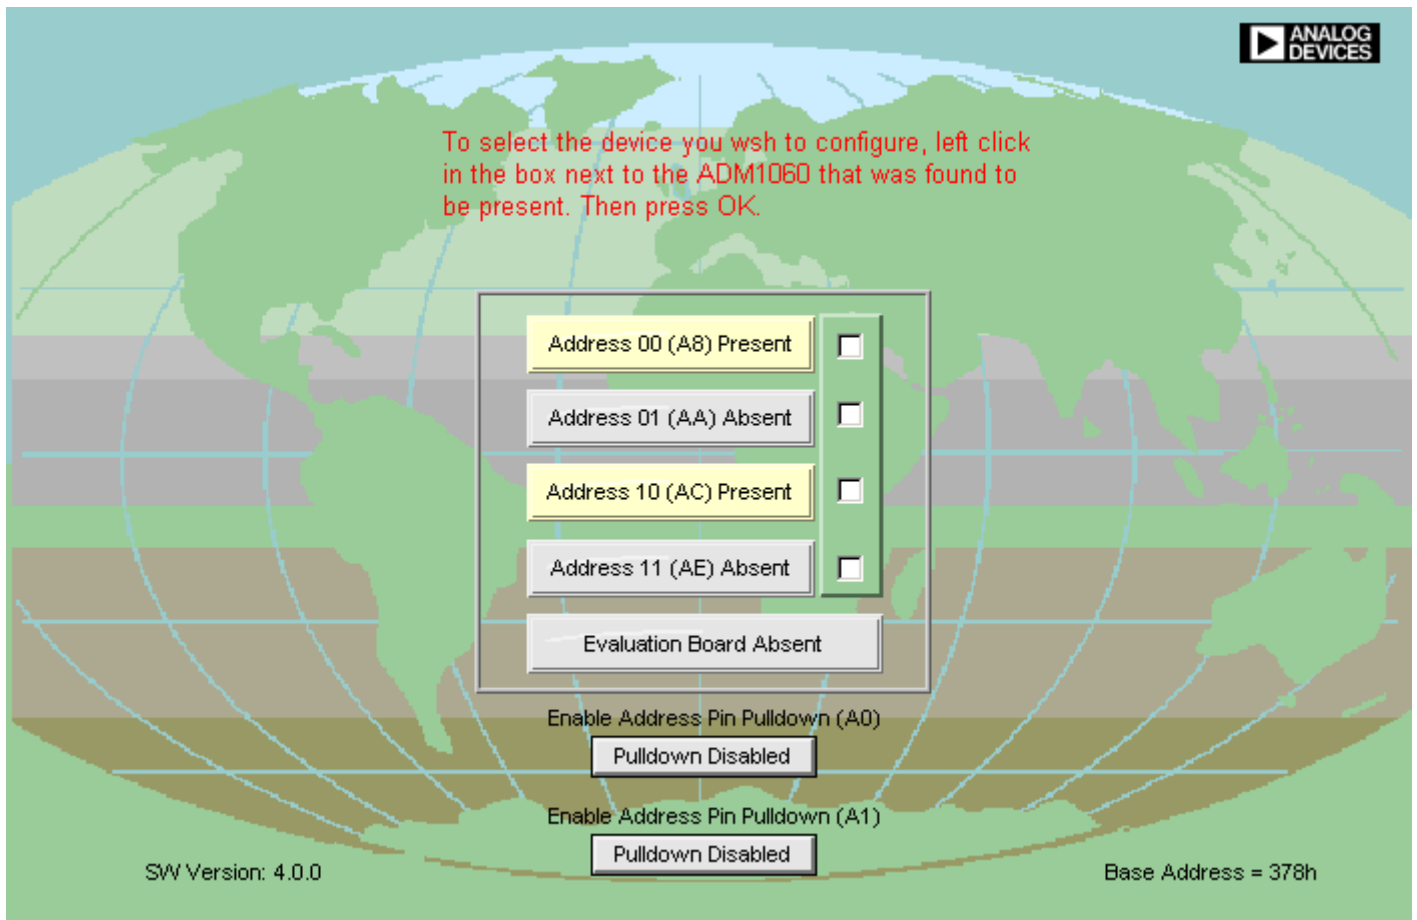 ANALOG
DEVICES
To select the device you wsh to configure, left click
in the box next to the ADM1060 that was found to
be present. Then press OK.
Address 00 (A8) Present
Address 01 (AA) Absent
Address 10 (AC) Present
Address 11 (AE) Absent
Evaluation Board Absent
Enable Address Pin Pulldown (A0)
Pulldown Disabled
Enable Address Pin Pulldown (A1)
Pulldown Disabled
SW Version: 4.0.0
Base Address = 378h